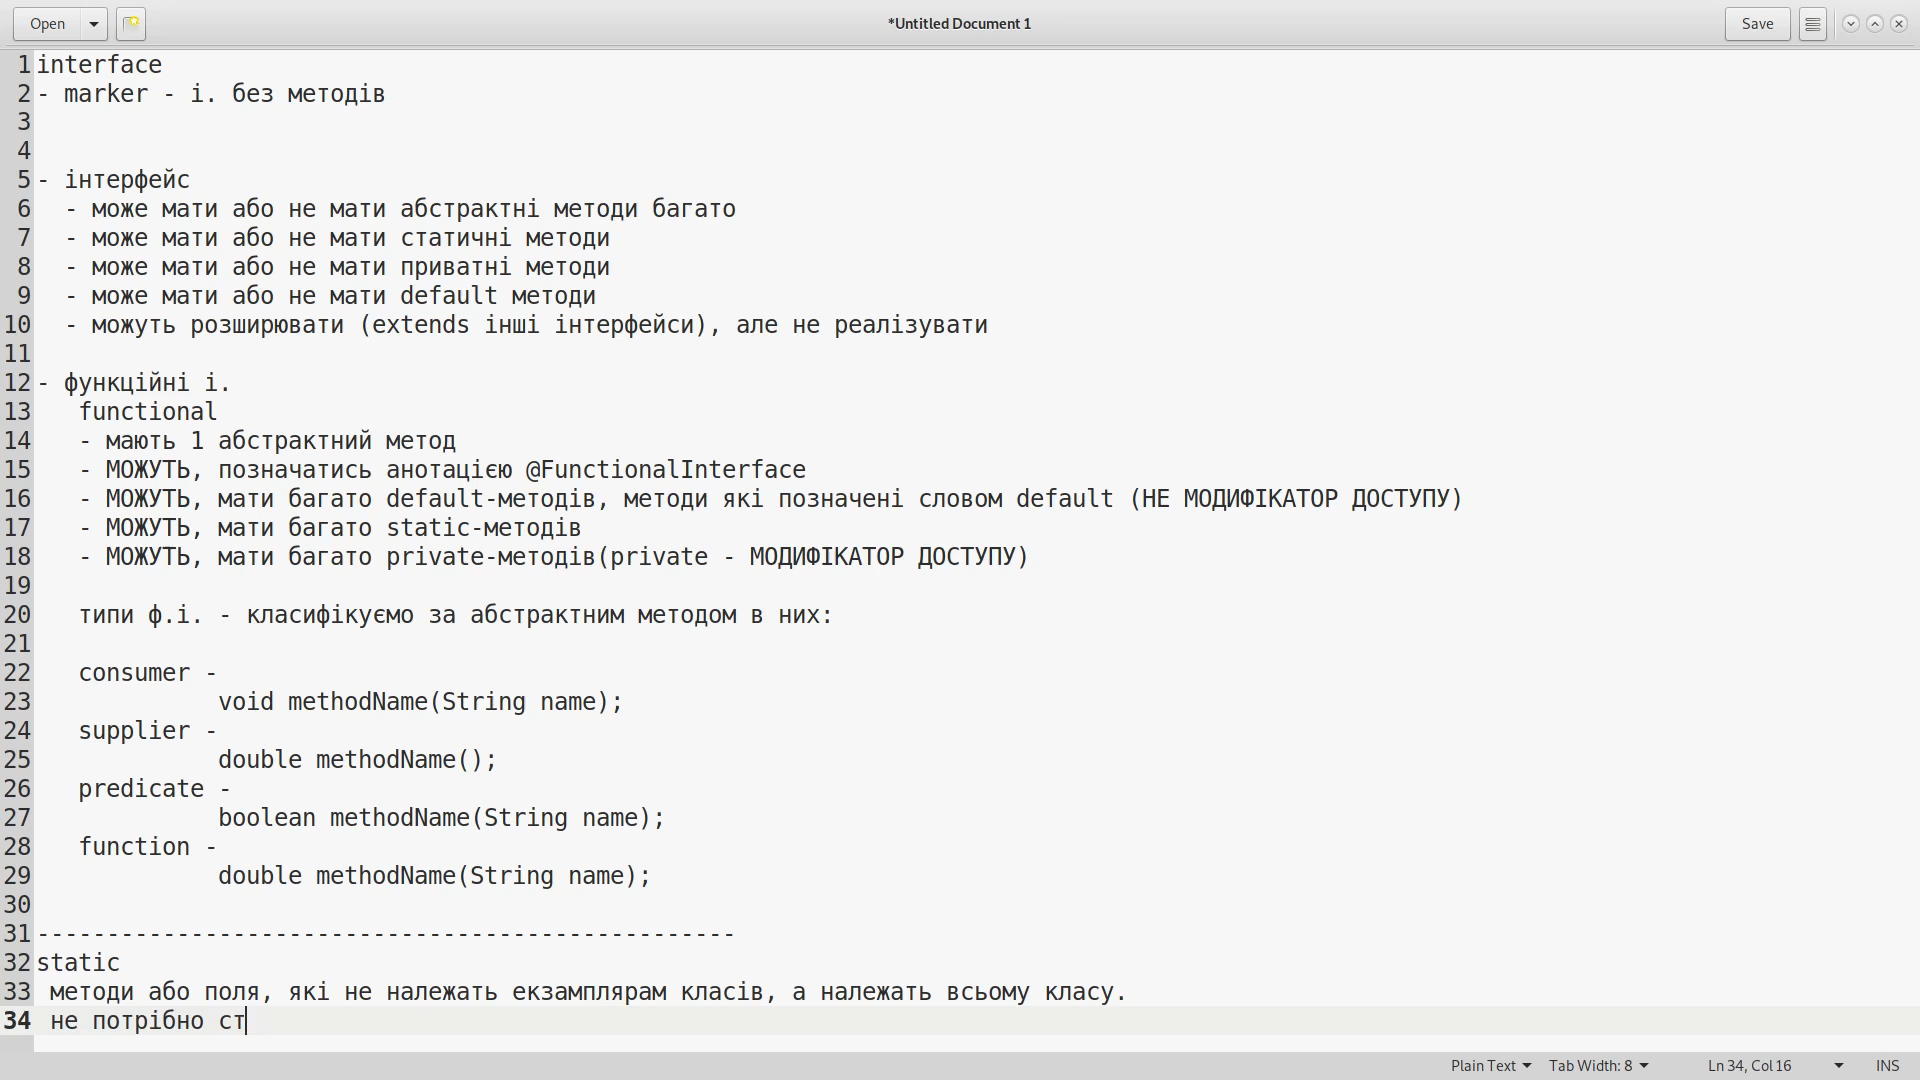 Open
*Untitled Document 1
Save
1 interface
2 - marker - і. без методів
3
4
5 - інтерфейс
6   - може мати або не мати абстрактні методи багато
7   - може мати або не мати статичні методи
8   - може мати або не мати приватні методи
9   - може мати або не мати default методи
10   - можуть розширювати (extends інші інтерфейси), але не реалізувати
11
12 - функційні і.
13    functional
14    - мають 1 абстрактний метод
15    - МОЖУТЬ, позначатись анотацією @FunctionalInterface
16    - МОЖУТЬ, мати багато default-методів, методи які позначені словом default (НЕ МОДИФІКАТОР ДОСТУПУ)
17    - МОЖУТЬ, мати багато static-методів
18    - МОЖУТЬ, мати багато private-методів(private - МОДИФІКАТОР ДОСТУПУ)
19
20    типи ф.і. - класифікуємо за абстрактним методом в них:
21
22    consumer -
23              void methodName(String name);
24    supplier -
25              double methodName();
26    predicate -
27              boolean methodName(String name);
28    function -
29              double methodName(String name);
30
31 --------------------------------------------------
32 static
33  методи або поля, які не належать екзамплярам класів, а належать всьому класу.
34  не потрібно ст
Plain Text Tab Width: 8 Ln 34, Col 16 INS